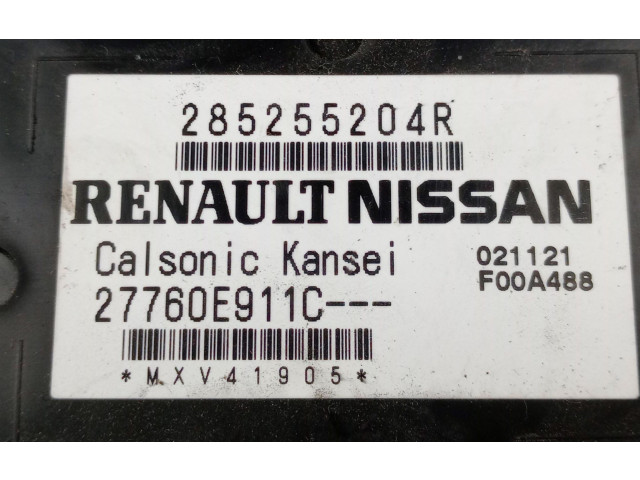 285255204R
RENAULT NISSAN
Calsonic Kansei 021121
27760E911C--- F00A488
*MXV41905*